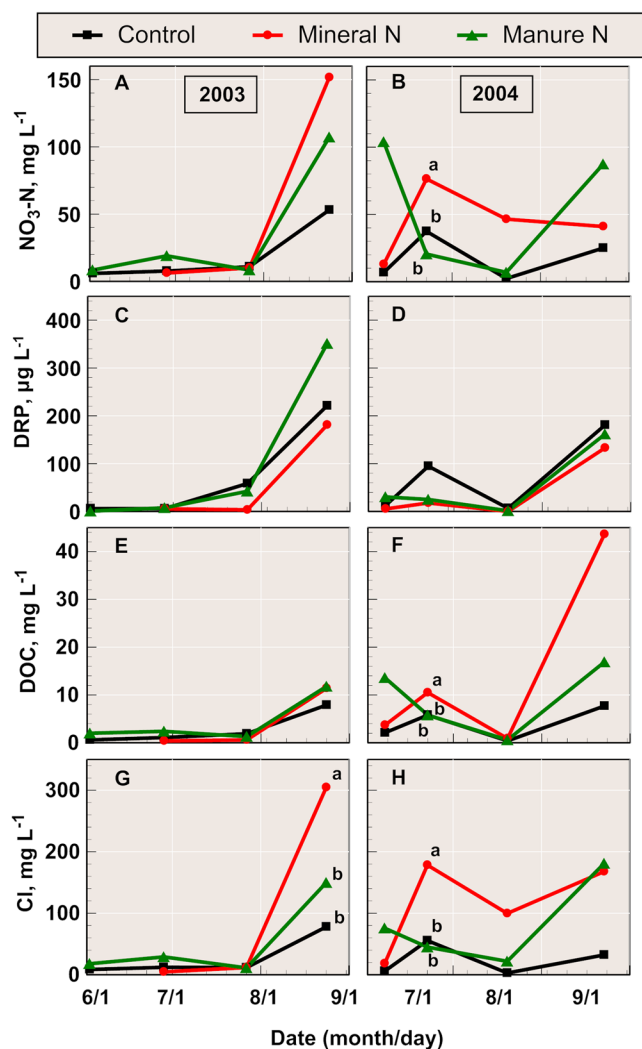 Control Mineral N Manure N
A 2003 B 2004
NO₃-N, mg L⁻¹
150
100
50
0
a
b
b
C D
DRP, µg L⁻¹
400
300
200
100
0
E F
DOC, mg L⁻¹
40
30
20
10
0
a
b
b
G H
Cl, mg L⁻¹
300
200
100
0
a
b
b
a
b
b
6/1 7/1 8/1 9/1 7/1 8/1 9/1
Date (month/day)